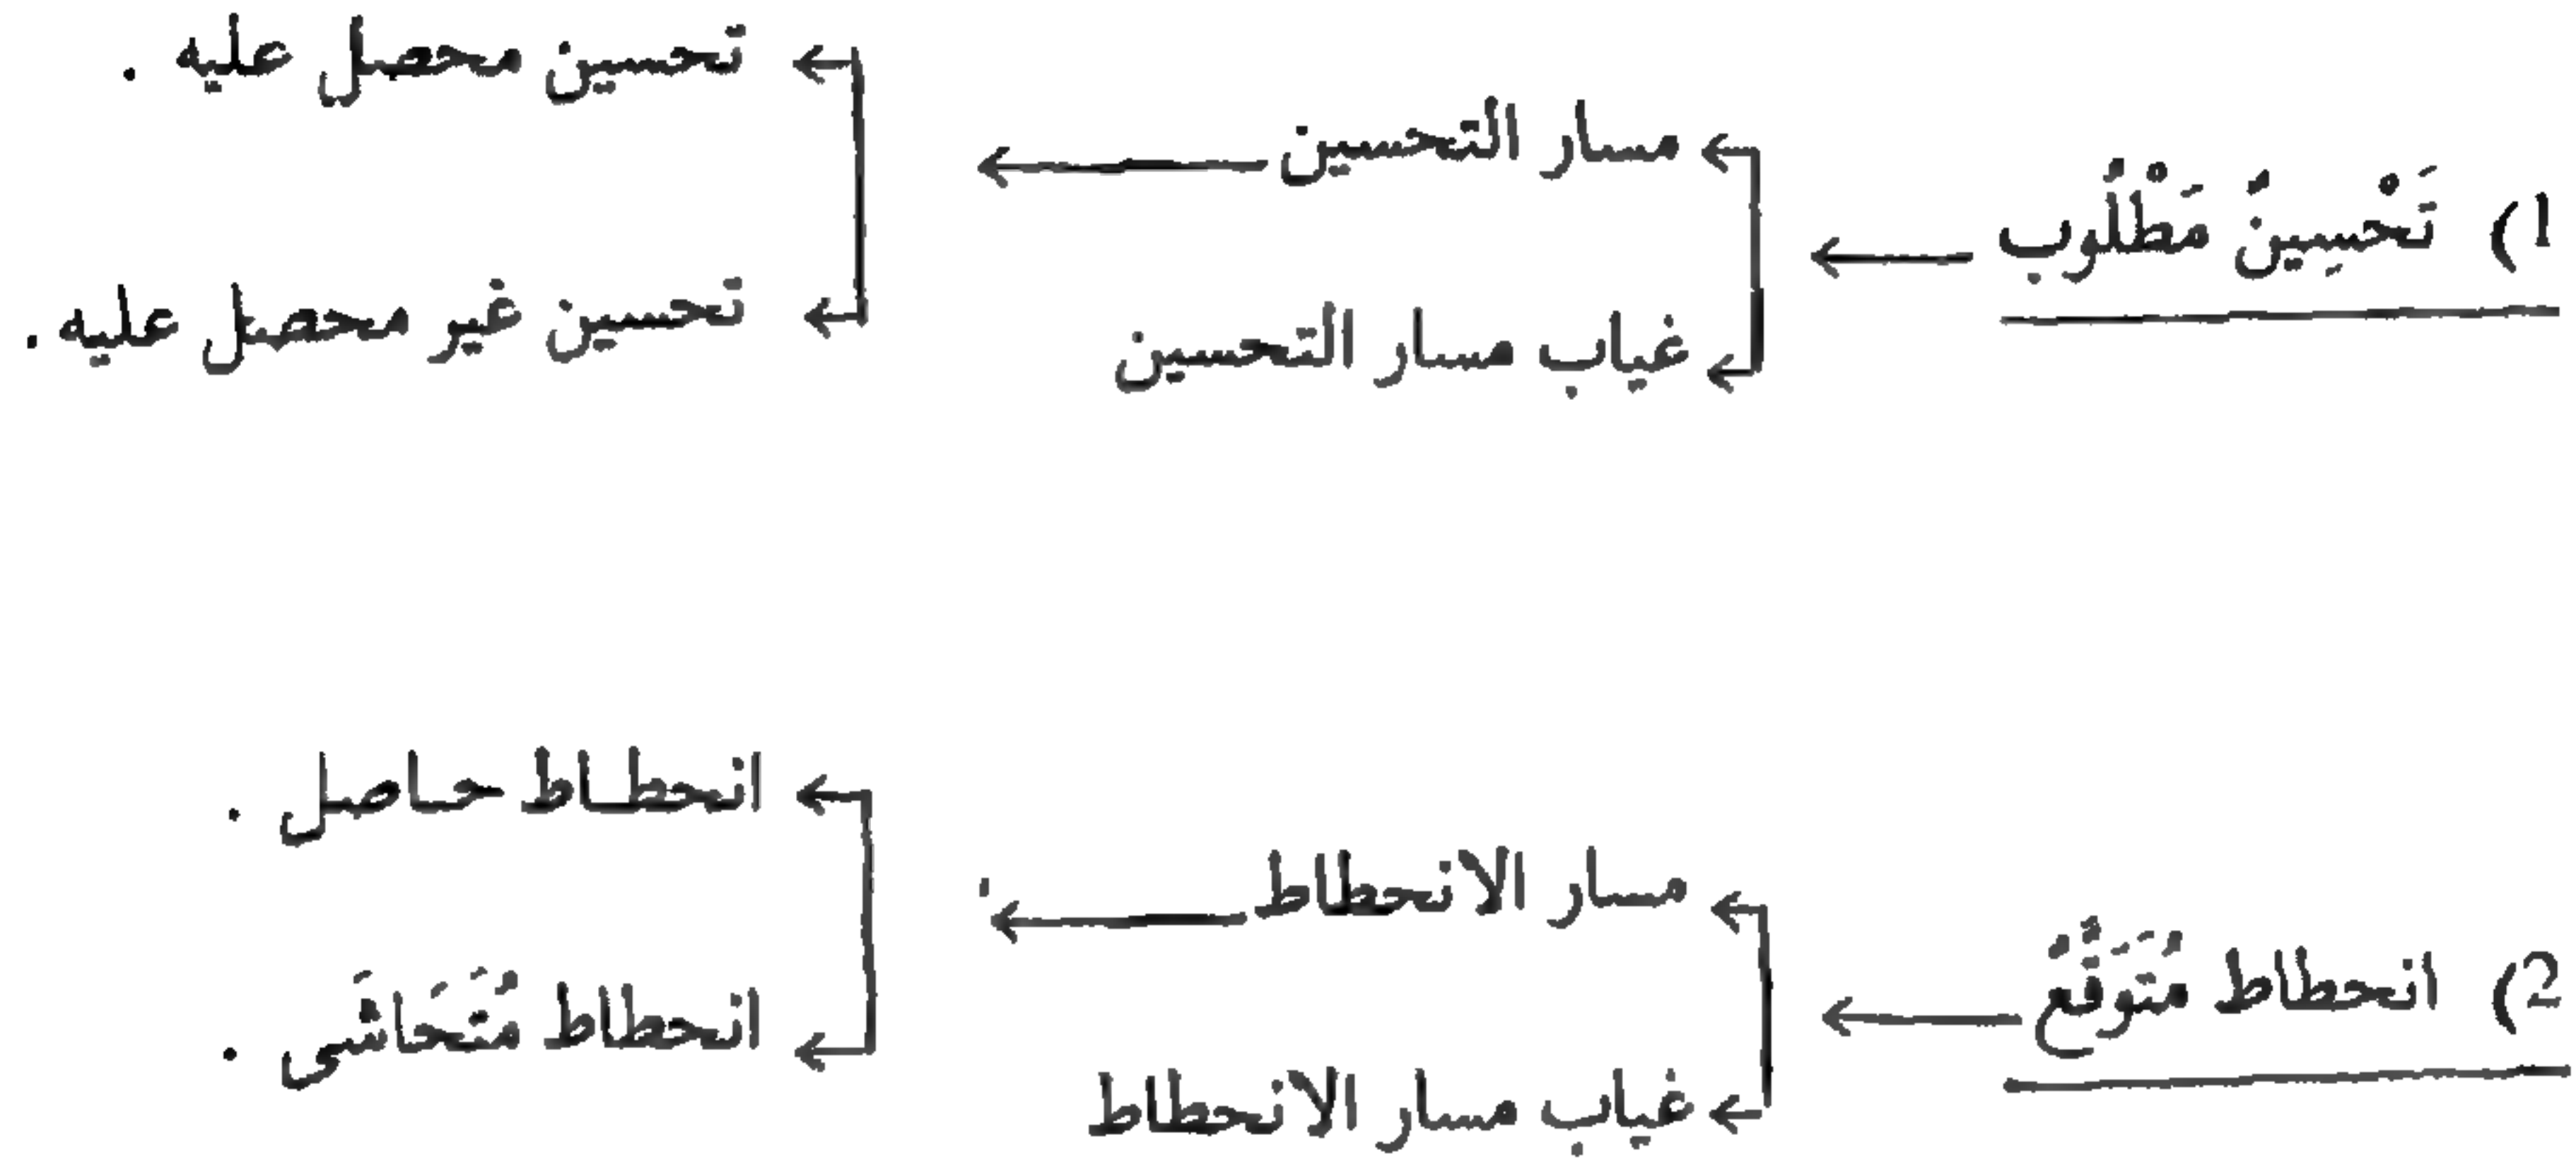 1) تَحْسِينٌ مَطْلُوب
مسار التحسين
غياب مسار التحسين
تحسين محصل عليه .
تحسين غير محصل عليه .
2) انحطاط مُتَوَقَّعٌ
مسار الانحطاط
غياب مسار الانحطاط
انحطاط حاصل .
انحطاط مُتَحَاشَى .